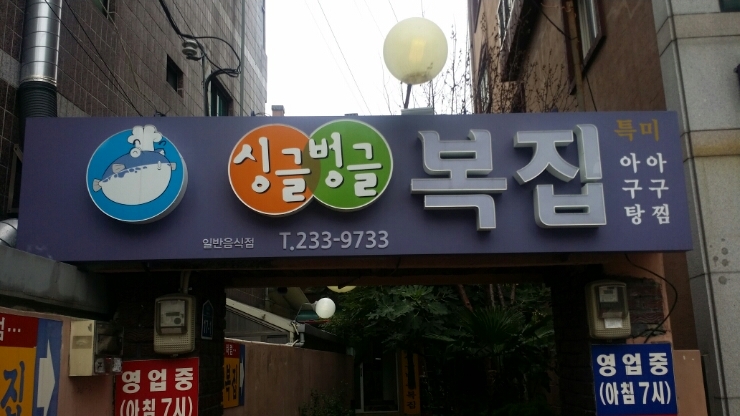 싱글벙글 복집
특미
아구찜
아구탕
일반음식점 T.233-9733
영업중
(아침 7시)
영업중
(아침 7시)